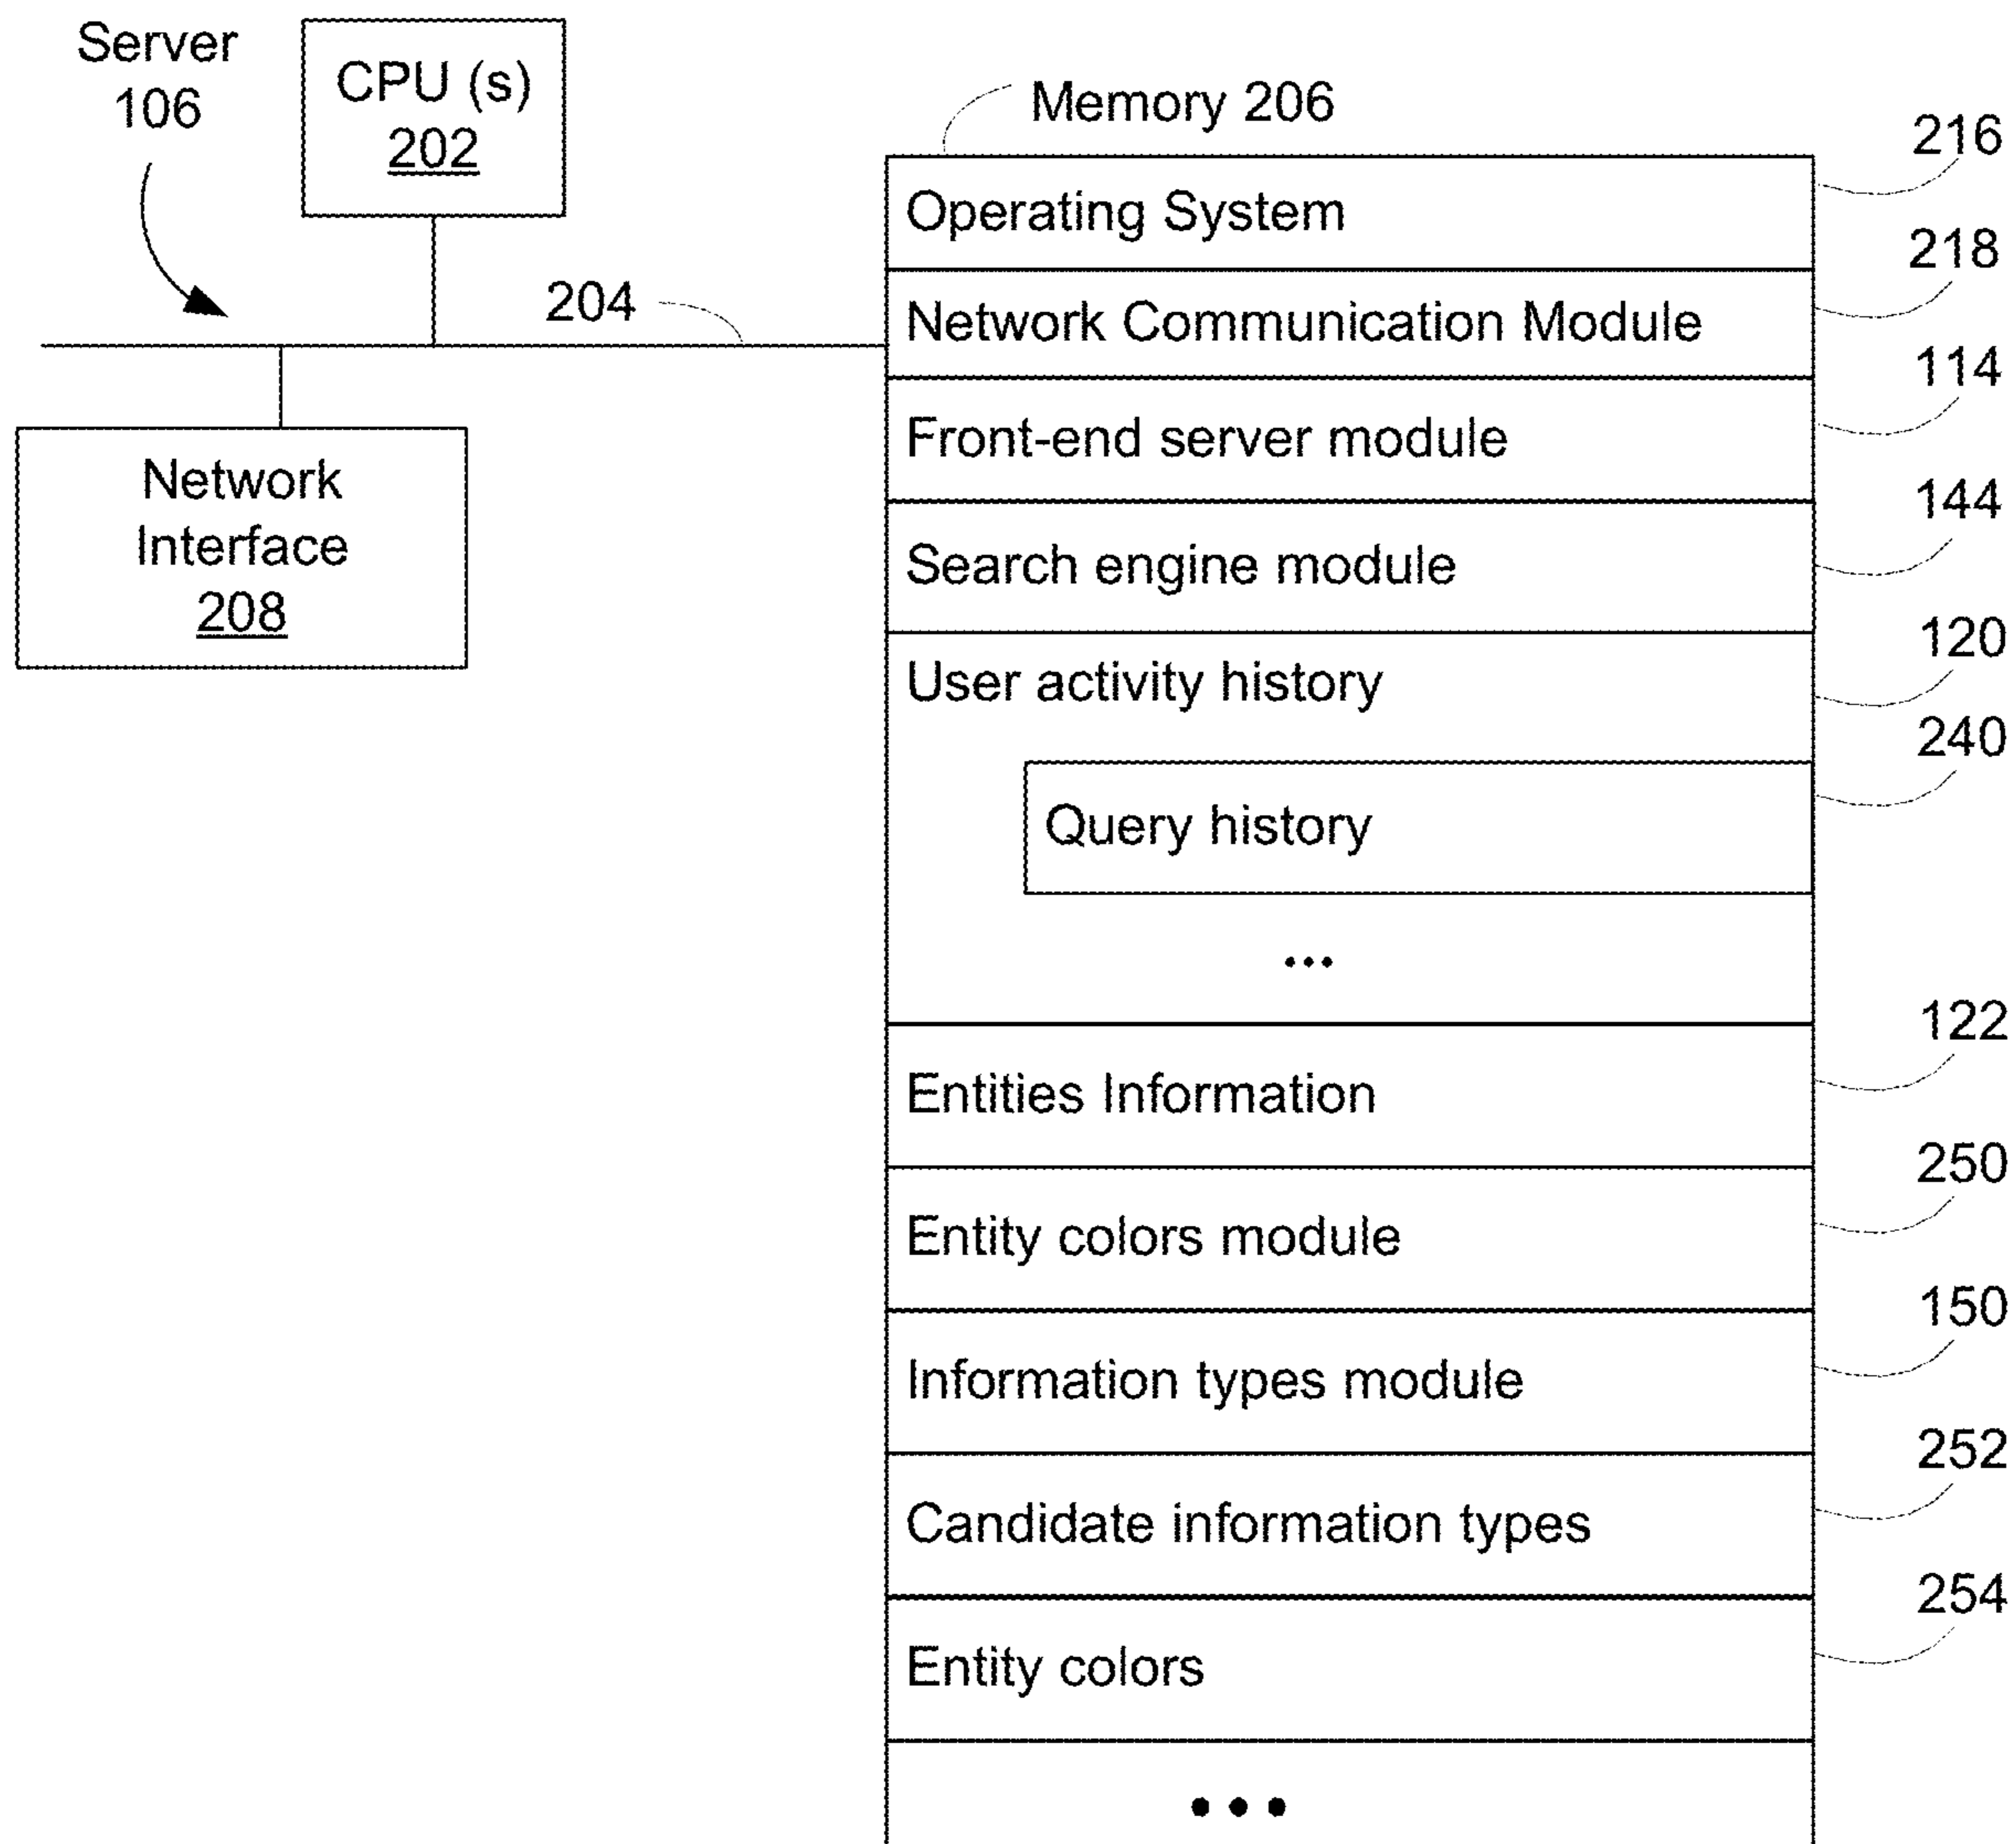 Server
106
CPU (s)
202
204
Network
Interface
208
Memory 206
Operating System
216
Network Communication Module
218
Front-end server module
114
Search engine module
144
User activity history
120
Query history
240
...
Entities Information
122
Entity colors module
250
Information types module
150
Candidate information types
252
Entity colors
254
...